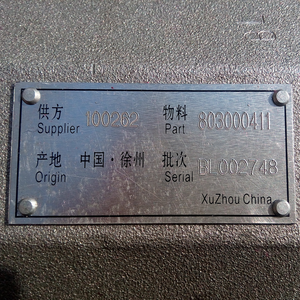 供方 物料
Supplier 100262 Part 803000411
产地 中国·徐州 批次
Origin Serial BL002748
XuZhou China